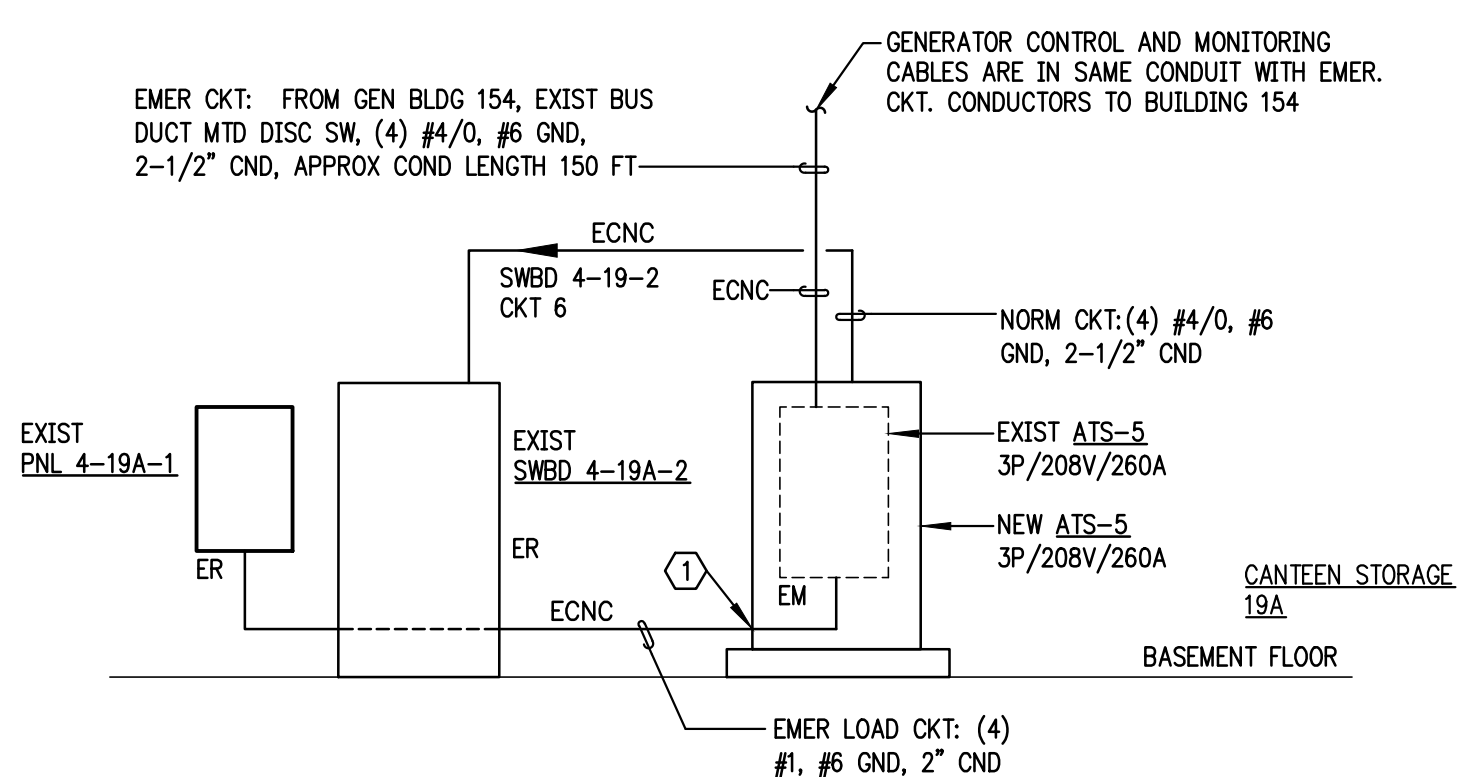 GENERATOR CONTROL AND MONITORING
CABLES ARE IN SAME CONDUIT WITH EMER.
CKT. CONDUCTORS TO BUILDING 154
EMER CKT: FROM GEN BLDG 154, EXIST BUS
DUCT MTD DISC SW, (4) #4/0, #6 GND,
2-1/2" CND, APPROX COND LENGTH 150 FT
ECNC
SWBD 4-19-2
CKT 6
ECNC
NORM CKT:(4) #4/0, #6
GND, 2-1/2" CND
EXIST
PNL 4-19A-1
EXIST
SWBD 4-19A-2
EXIST ATS-5
3P/208V/260A
NEW ATS-5
3P/208V/260A
ER
ER
1
EM
ECNC
CANTEEN STORAGE
19A
BASEMENT FLOOR
EMER LOAD CKT: (4)
#1, #6 GND, 2" CND